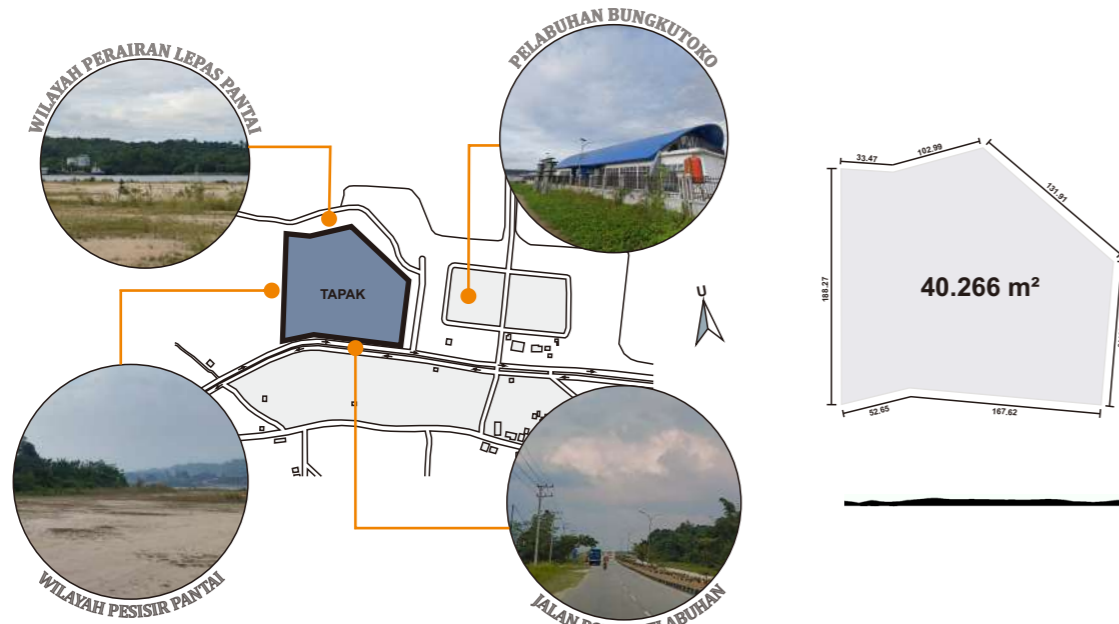 WILAYAH PERAIRAN LEPAS PANTAI
PELABUHAN BUNGKUTOKO
TAPAK
U
WILAYAH PESISIR PANTAI
JALAN
33.47
102.99
131.91
188.27
40.266 m²
52.65
167.62